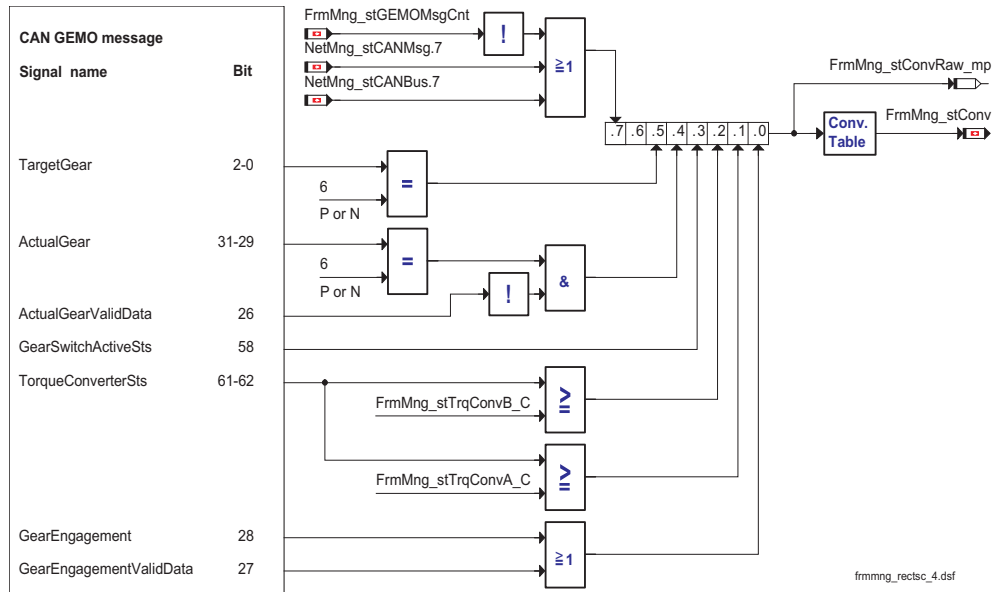 FrmMng_stGEMOMsgCnt
CAN GEMO message
!
NetMng_stCANMsg.7
Signal name Bit
≧1
FrmMng_stConvRaw_mp
NetMng_stCANBus.7
FrmMng_stConv
.7 .6 .5 .4 .3 .2 .1 .0
Conv.
Table
TargetGear 2-0
6
=
P or N
ActualGear 31-29
6
=
P or N
&
!
ActualGearValidData 26
GearSwitchActiveSts 58
TorqueConverterSts 61-62
FrmMng_stTrqConvB_C
>=
FrmMng_stTrqConvA_C
>=
GearEngagement 28
≧1
GearEngagementValidData 27
frmmng_rectsc_4.dsf